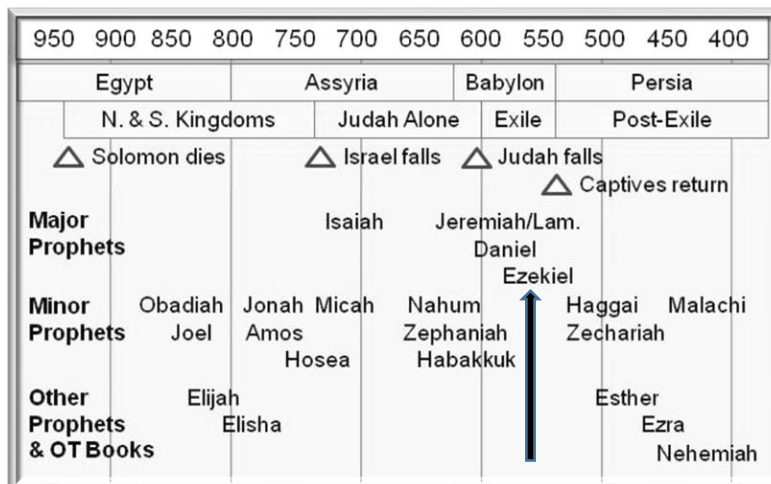 950 900 850 800 750 700 650 600 550 500 450 400
Egypt Assyria Babylon Persia
N. & S. Kingdoms Judah Alone Exile Post-Exile
Solomon dies Israel falls Judah falls
Captives return
Major Isaiah Jeremiah/Lam.
Prophets Daniel
Ezekiel
Minor Obadiah Jonah Micah Nahum Haggai Malachi
Prophets Joel Amos Zephaniah Zechariah
Hosea Habakkuk
Other Elijah Esther
Prophets Elisha Ezra
& OT Books Nehemiah